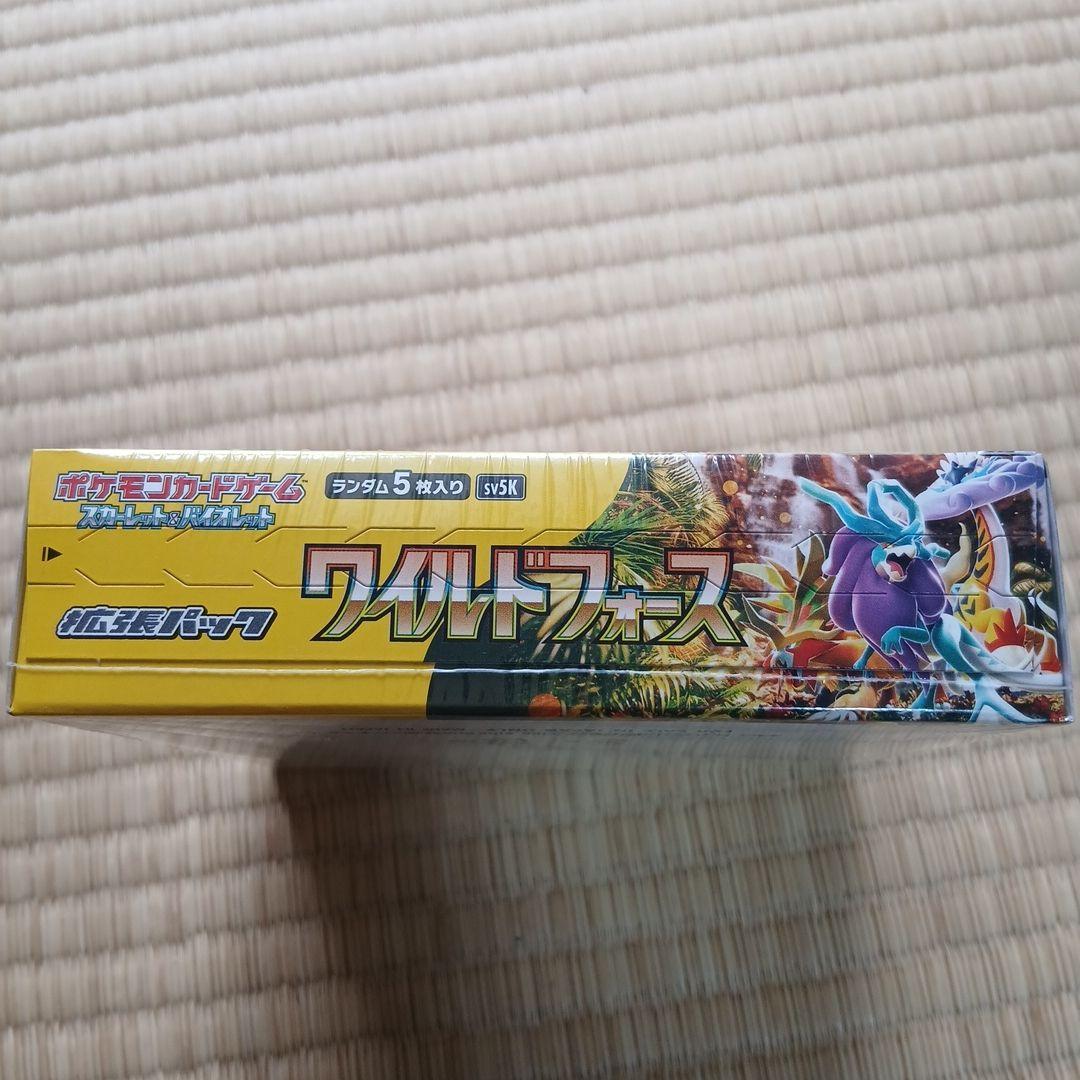 ポケモンカードゲーム
スカーレット&バイオレット
ランダム5枚入り
SV5K
ワイルドフォース
拡張パック